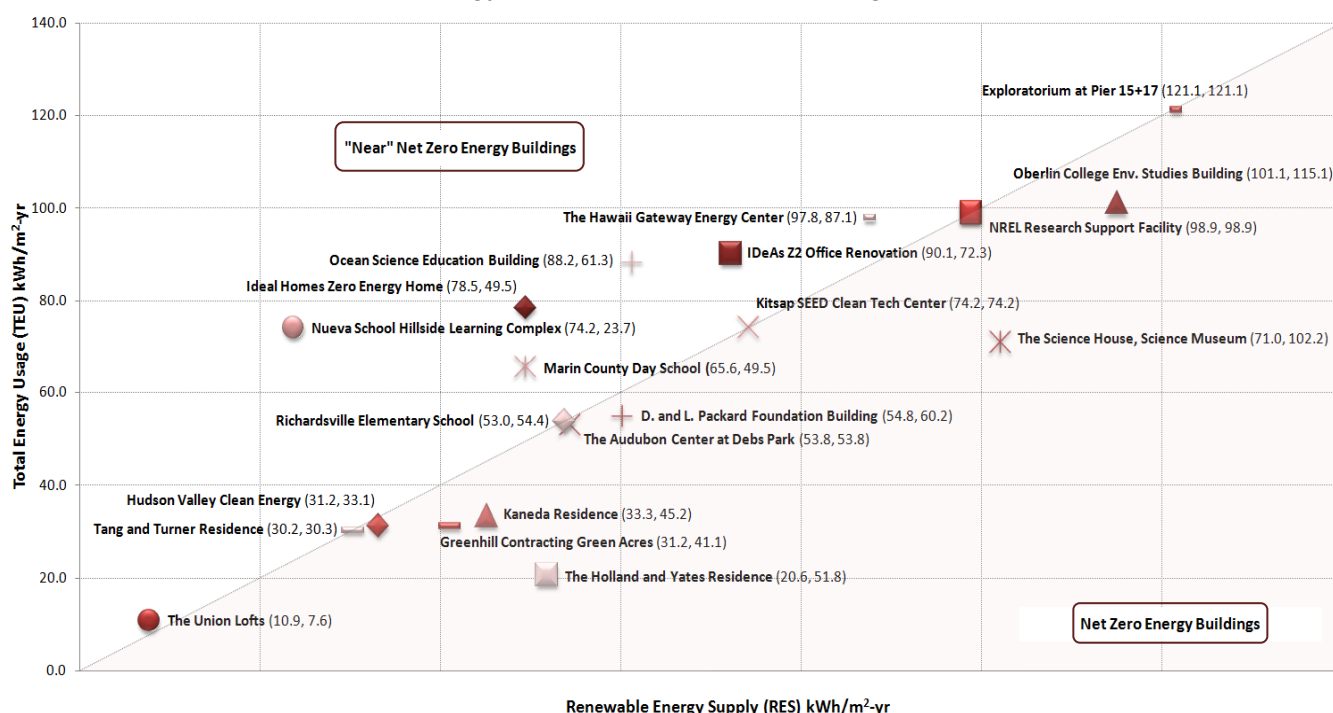 140.0
120.0
100.0
80.0
60.0
40.0
20.0
0.0
Total Energy Usage (TEU) kWh/m²-yr
"Near" Net Zero Energy Buildings
Exploratorium at Pier 15+17 (121.1, 121.1)
Oberlin College Env. Studies Building (101.1, 115.1)
The Hawaii Gateway Energy Center (97.8, 87.1)
NREL Research Support Facility (98.9, 98.9)
IDeAs Z2 Office Renovation (90.1, 72.3)
Ocean Science Education Building (88.2, 61.3)
Ideal Homes Zero Energy Home (78.5, 49.5)
Kitsap SEED Clean Tech Center (74.2, 74.2)
Nueva School Hillside Learning Complex (74.2, 23.7)
The Science House, Science Museum (71.0, 102.2)
Marin County Day School (65.6, 49.5)
Richardsville Elementary School (53.0, 54.4)
D. and L. Packard Foundation Building (54.8, 60.2)
The Audubon Center at Debs Park (53.8, 53.8)
Hudson Valley Clean Energy (31.2, 33.1)
Tang and Turner Residence (30.2, 30.3)
Kaneda Residence (33.3, 45.2)
Greenhill Contracting Green Acres (31.2, 41.1)
The Holland and Yates Residence (20.6, 51.8)
The Union Lofts (10.9, 7.6)
Net Zero Energy Buildings
Renewable Energy Supply (RES) kWh/m²-yr